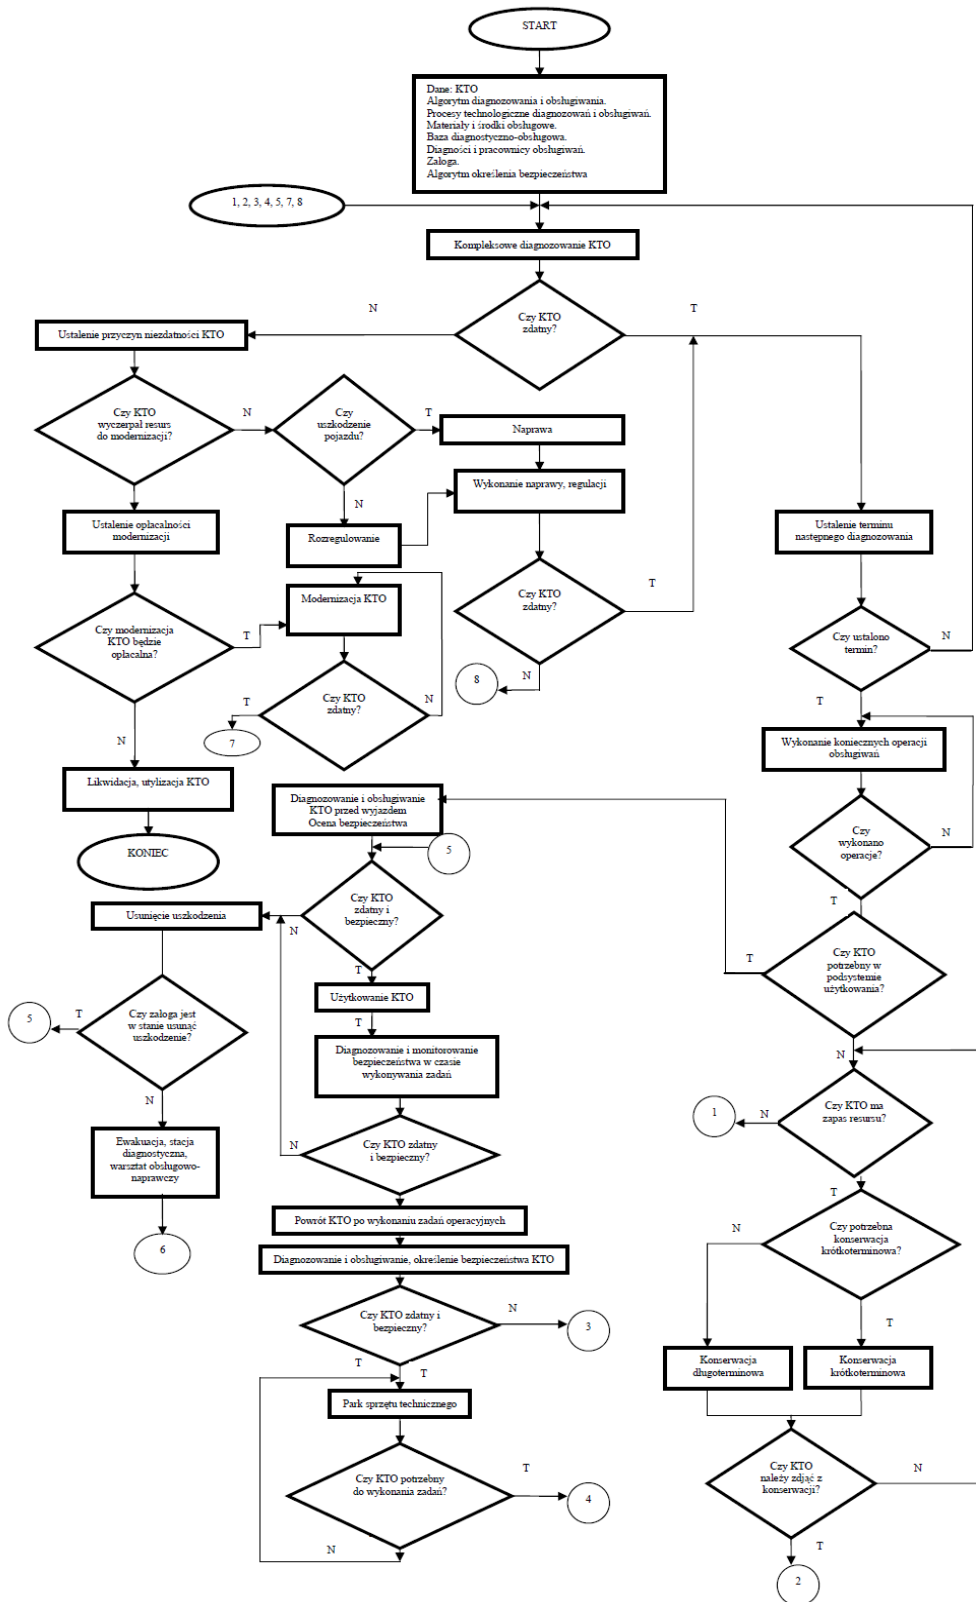 START
Dane: KTO
Algorytm diagnozowania i obsługiwania.
Procesy technologiczne diagnozowań i obsługiwań.
Materiały i środki obsługowe.
Baza diagnostyczno-obsługowa.
Diagności i pracownicy obsługiwań.
Załoga.
Algorytm określenia bezpieczeństwa
1, 2, 3, 4, 5, 7, 8
Kompleksowe diagnozowanie KTO
N
T
Czy KTO
zdatny?
Ustalenie przyczyn niezdatności KTO
Czy KTO
wyczerpał resurs
do modernizacji?
N
Czy
uszkodzenie
pojazdu?
T
Naprawa
Wykonanie naprawy, regulacji
N
Rozregulowanie
Ustalenie opłacalności
modernizacji
Ustalenie terminu
następnego diagnozowania
Modernizacja KTO
Czy KTO
zdatny?
T
Czy modernizacja
KTO będzie
opłacalna?
T
Czy ustalono
termin?
N
8
N
Czy KTO
zdatny?
N
T
7
T
N
Wykonanie koniecznych operacji
obsługiwań
Likwidacja, utylizacja KTO
Diagnozowanie i obsługiwanie
KTO przed wyjazdem
Ocena bezpieczeństwa
Czy
wykonano
operacje?
N
KONIEC
5
Czy KTO
zdatny i
bezpieczny?
T
Usunięcie uszkodzenia
N
Czy KTO
potrzebny w
podsystemie
użytkowania?
T
T
Użytkowanie KTO
5
T
Czy załoga jest
w stanie usunąć
uszkodzenie?
T
Diagnozowanie i monitorowanie
bezpieczeństwa w czasie
wykonywania zadań
N
N
Czy KTO ma
zapas resursu?
1
N
Ewakuacja, stacja
diagnostyczna,
warsztat obsługowo-
naprawczy
N
Czy KTO zdatny
i bezpieczny?
T
Powrót KTO po wykonaniu zadań operacyjnych
Czy potrzebna
konserwacja
krótkoterminowa?
N
6
Diagnozowanie i obsługiwanie, określenie bezpieczeństwa KTO
Czy KTO zdatny i
bezpieczny?
N
3
T
T
T
Konserwacja
długoterminowa
Konserwacja
krótkoterminowa
Park sprzętu technicznego
Czy KTO potrzebny
do wykonania zadań?
T
4
N
Czy KTO
należy zdjąć z
konserwacji?
N
T
2